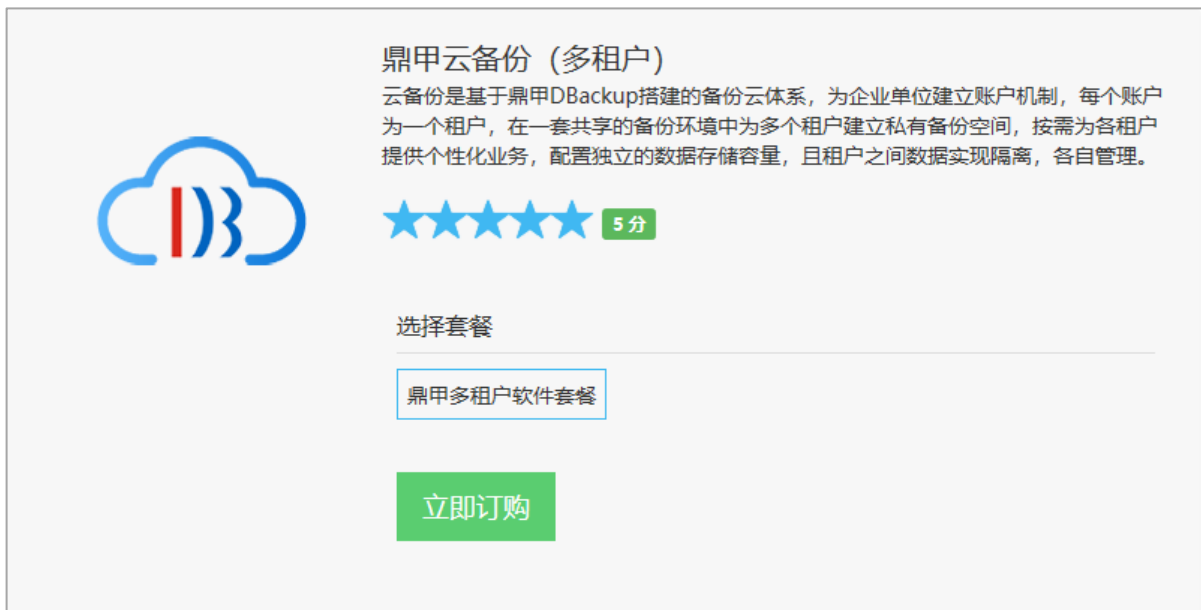 鼎甲云备份（多租户）
云备份是基于鼎甲DBackup搭建的备份云体系，为企业单位建立账户机制，每个账户
为一个租户，在一套共享的备份环境中为多个租户建立私有备份空间，按需为各租户
提供个性化业务，配置独立的数据存储容量，且租户之间数据实现隔离，各自管理。
5 分
选择套餐
鼎甲多租户软件套餐
立即订购